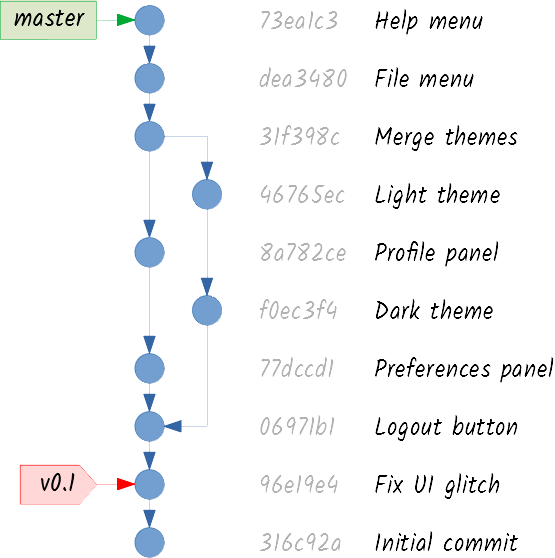 master 73ea1c3 Help menu
dea3480 File menu
31f398c Merge themes
46765ec Light theme
8a782ce Profile panel
f0ec3f4 Dark theme
77dccd1 Preferences panel
06971b1 Logout button
v0.1 96e19e4 Fix UI glitch
316c92a Initial commit